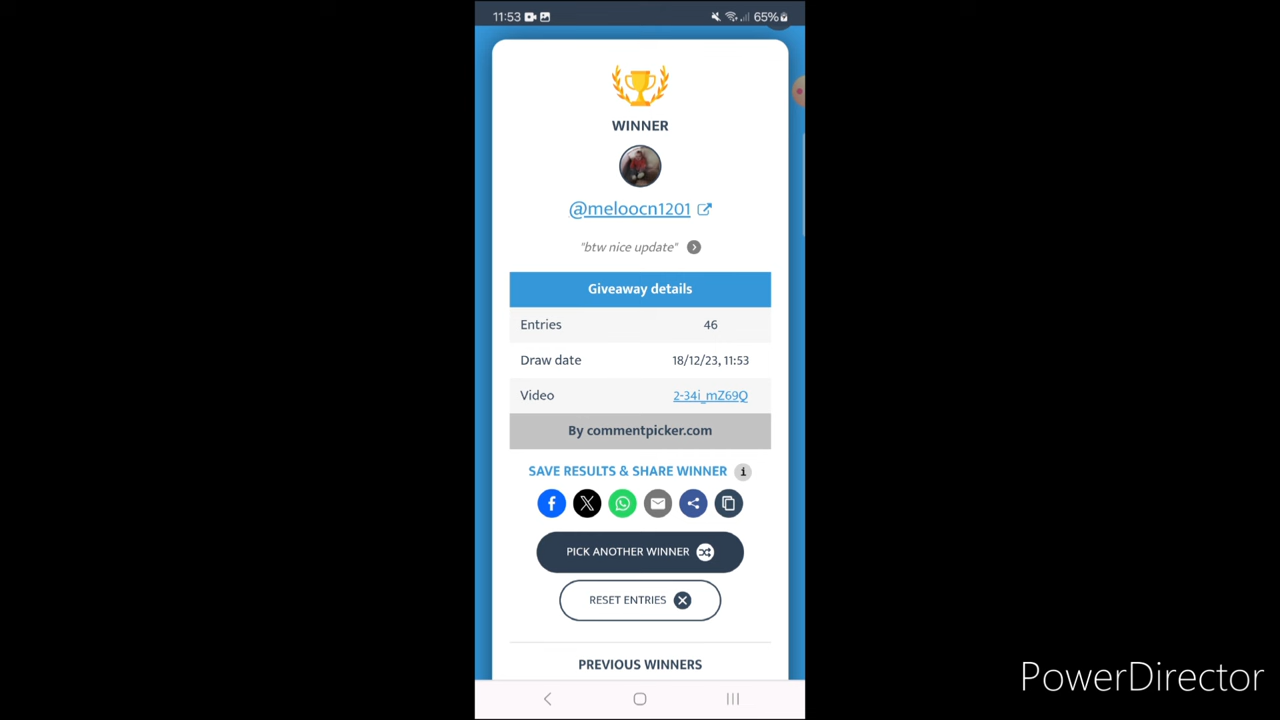 11:53 65%
WINNER
@meloocn1201
"btw nice update"
Giveaway details
Entries 46
Draw date 18/12/23, 11:53
Video 2-34i_mZ69Q
By commentpicker.com
SAVE RESULTS & SHARE WINNER i
PICK ANOTHER WINNER
RESET ENTRIES
PREVIOUS WINNERS
PowerDirector